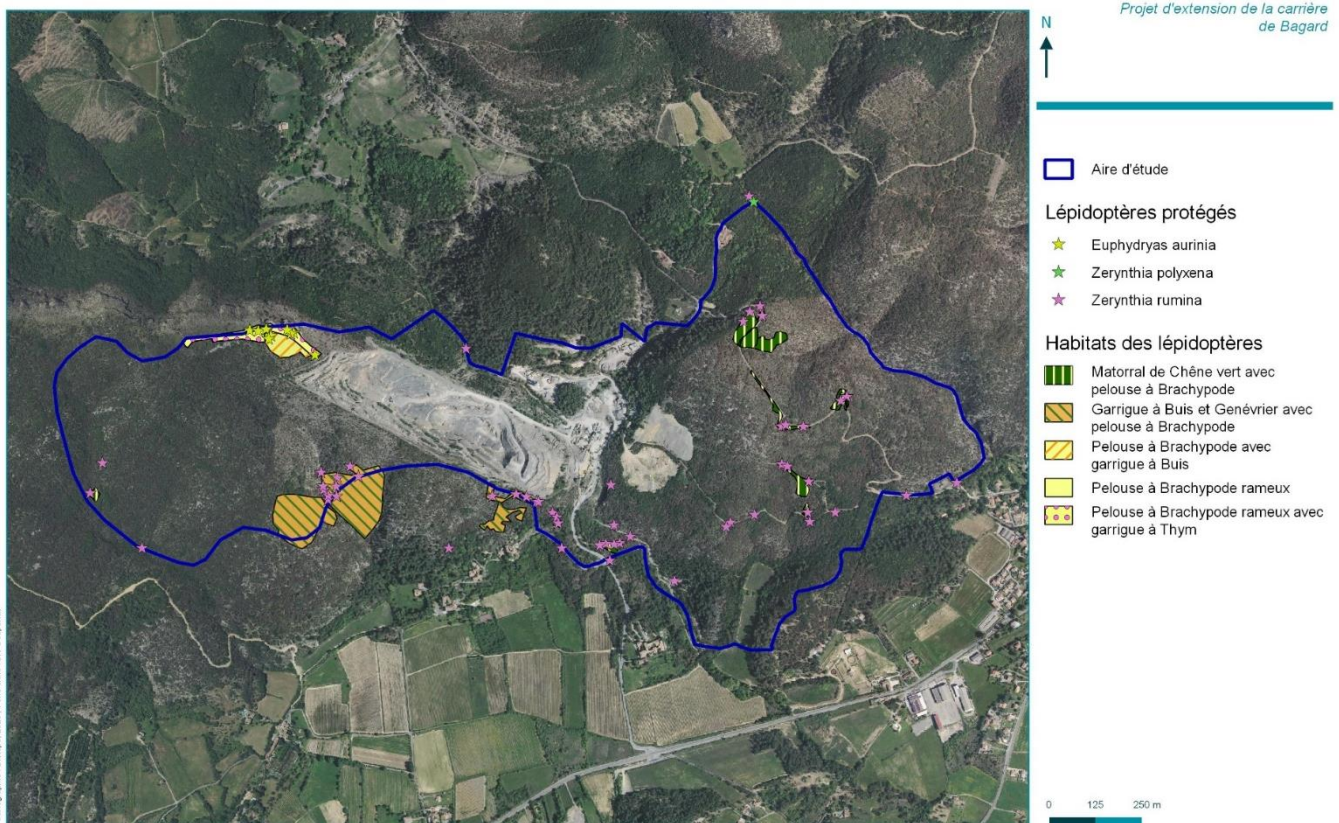 Projet d'extension de la carrière
de Bagard
N
Aire d'étude
Lépidoptères protégés
Euphydryas aurinia
Zerynthia polyxena
Zerynthia rumina
Habitats des lépidoptères
Matorral de Chêne vert avec
pelouse à Brachypode
Garrigue à Buis et Genévrier avec
pelouse à Brachypode
Pelouse à Brachypode avec
garrigue à Buis
Pelouse à Brachypode rameux
Pelouse à Brachypode rameux avec
garrigue à Thym
0 125 250 m